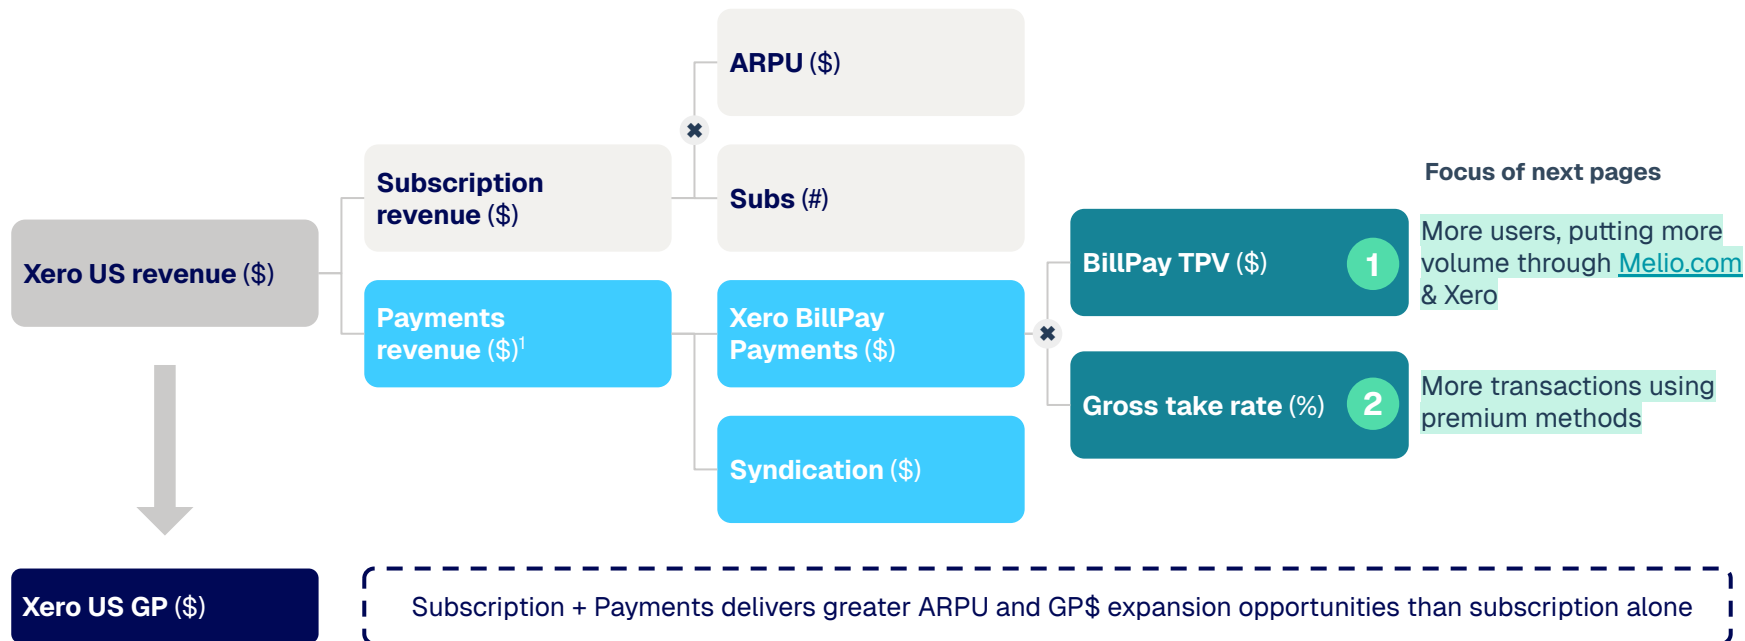 ARPU ($)
Subscription
revenue ($)
Subs (#)
Focus of next pages
Xero US revenue ($)
BillPay TPV ($)
1
More users, putting more
volume through Melio.com
& Xero
Payments
revenue ($)1
Xero BillPay
Payments ($)
Gross take rate (%)
2
More transactions using
premium methods
Syndication ($)
Xero US GP ($)
Subscription + Payments delivers greater ARPU and GP$ expansion opportunities than subscription alone